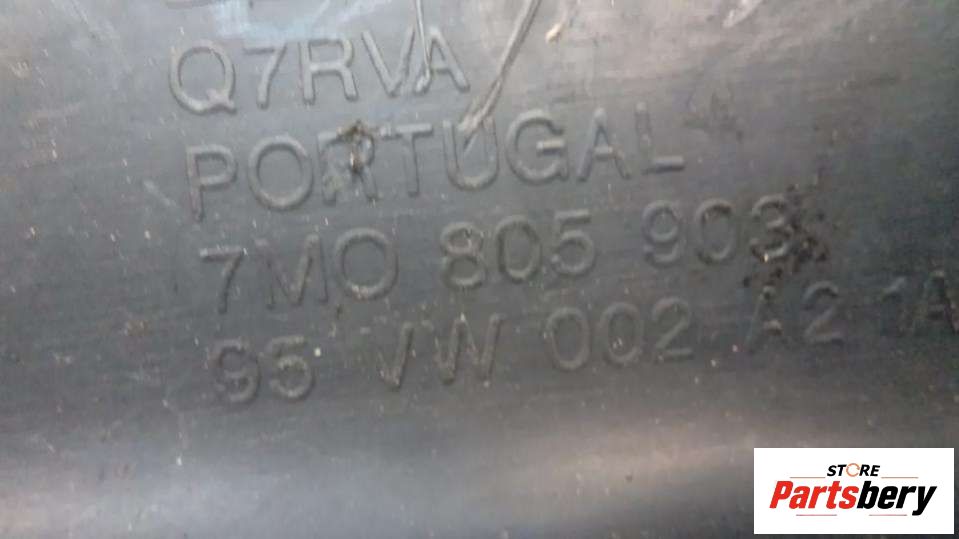 Q7RVA
PORTUGAL
7M0 805 903
95 VW 002 A2 1A
STORE
Partsbery